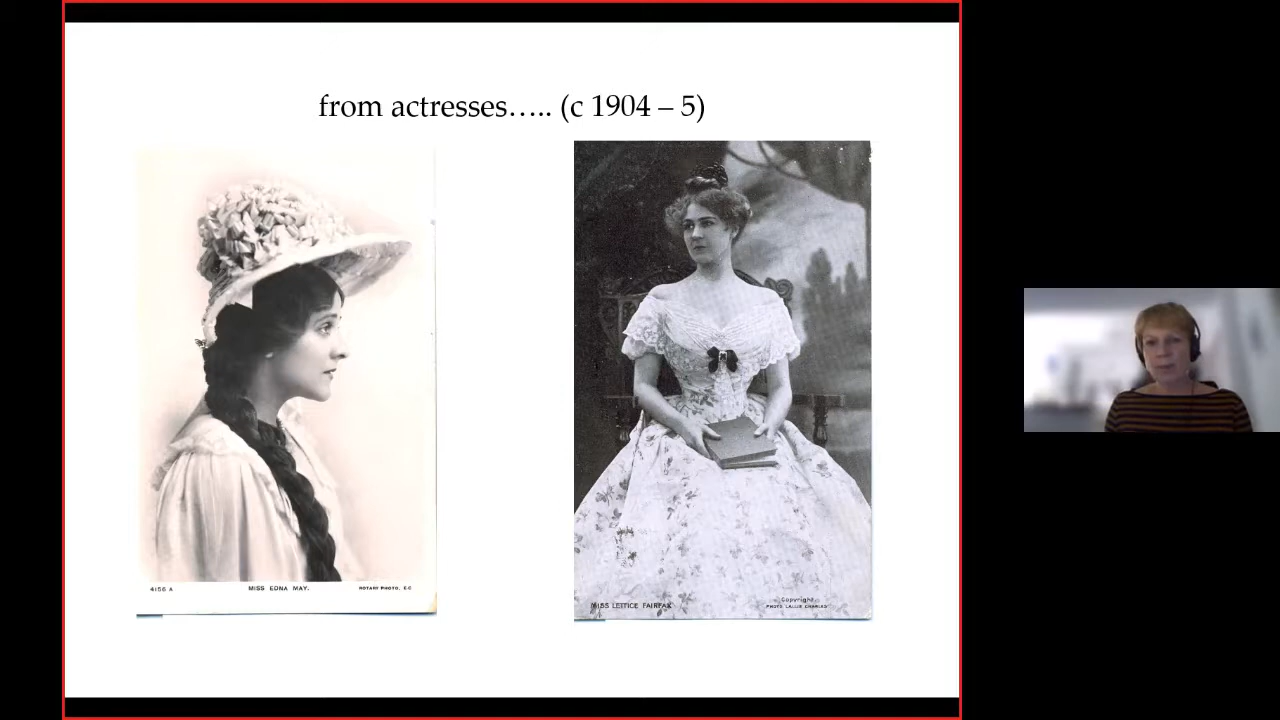 from actresses….. (c 1904 – 5)
4156 A
MISS EDNA MAY.
ROTARY PHOTO, E.C
MISS LETTICE FAIRFAX
Copyright
PHOTO LALLIE CHARLES